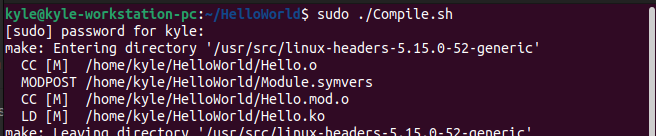 kyle@kyle-workstation-pc:~/HelloWorld$ sudo ./Compile.sh
[sudo] password for kyle:
make: Entering directory '/usr/src/linux-headers-5.15.0-52-generic'
  CC [M]  /home/kyle/HelloWorld/Hello.o
  MODPOST /home/kyle/HelloWorld/Module.symvers
  CC [M]  /home/kyle/HelloWorld/Hello.mod.o
  LD [M]  /home/kyle/HelloWorld/Hello.ko
make: Leaving directory '/usr/src/linux-headers-5.15.0-52-generic'